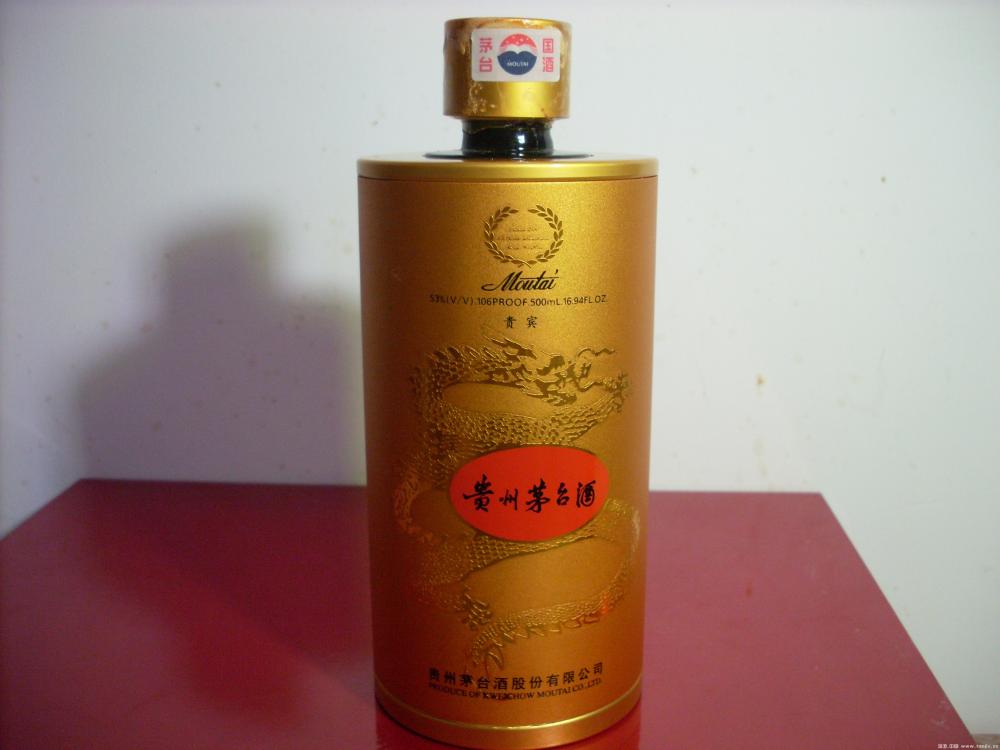 茅台 国酒
MOUTAI
Moutai
53%(V/V).106PROOF.500mL.16.94FL.OZ.
贵宾
贵州茅台酒
贵州茅台酒股份有限公司
PRODUCE OF KWEICHOW MOUTAI CO.,LTD.